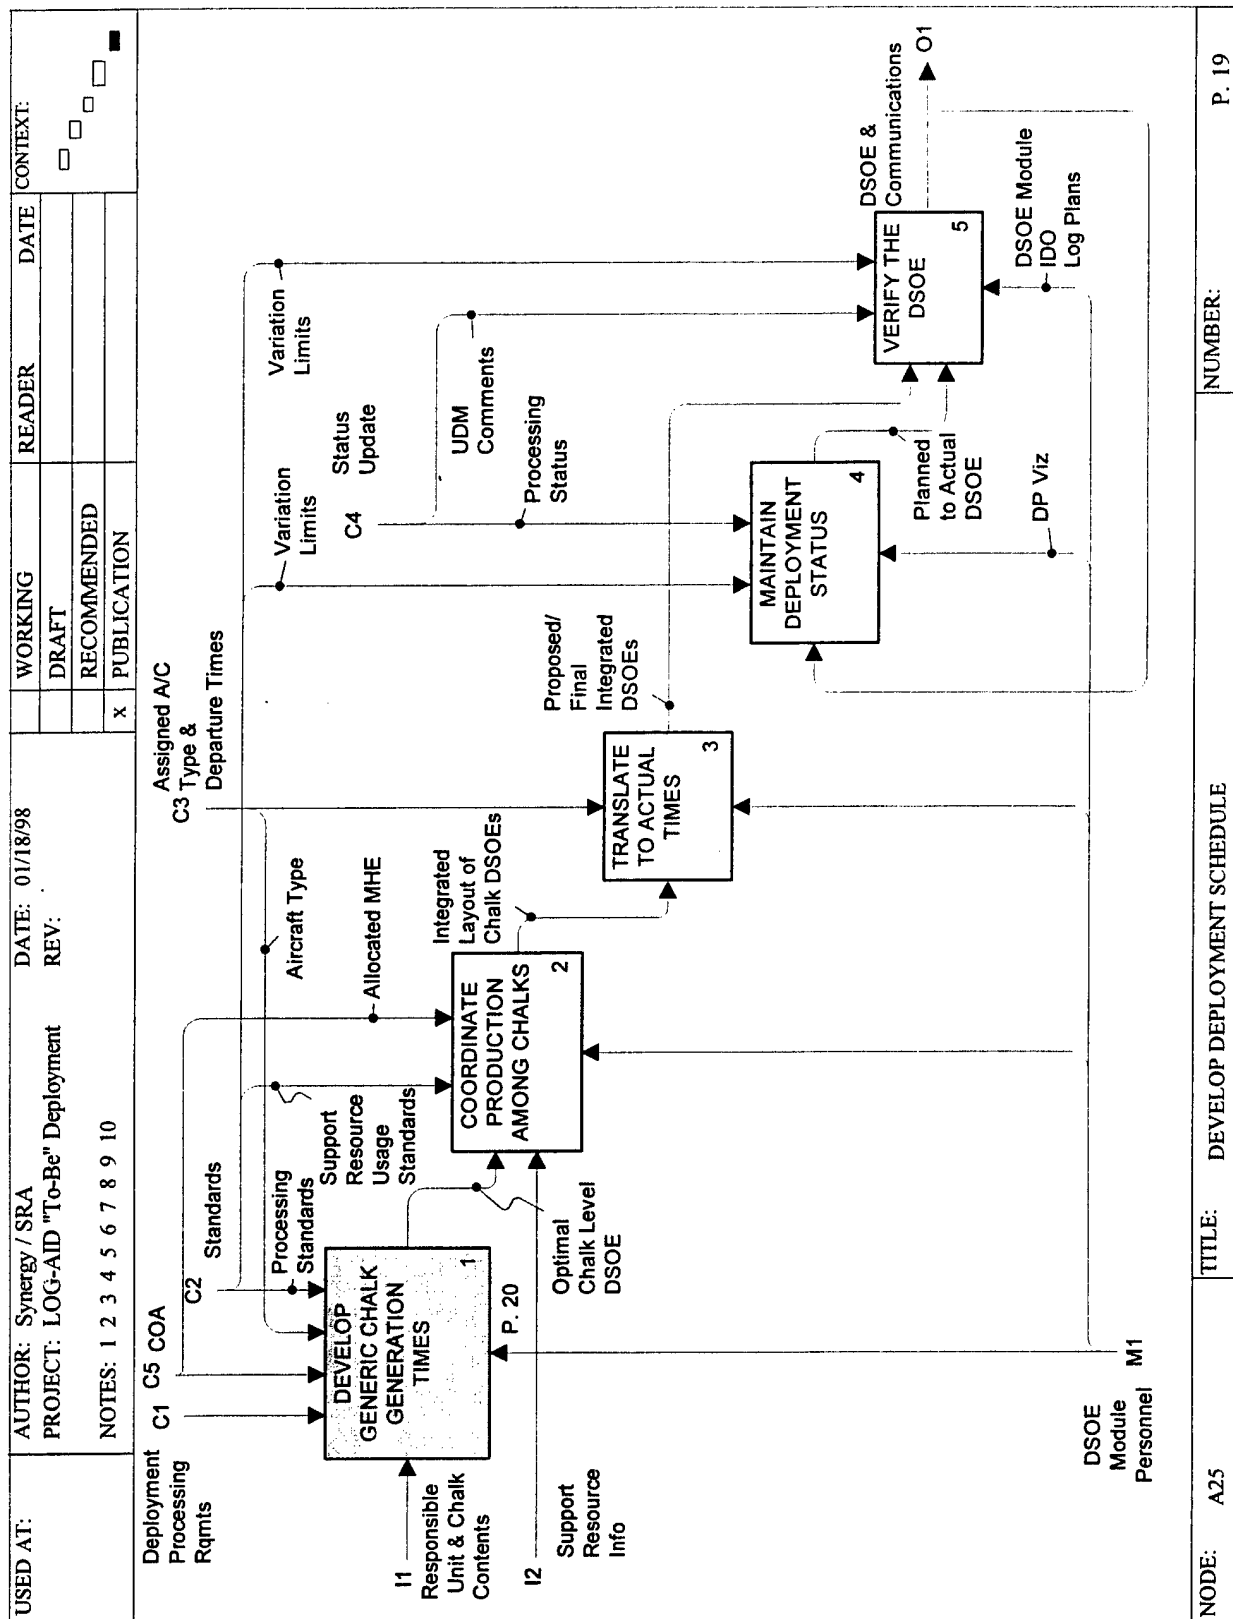 USED AT:
AUTHOR: Synergy / SRA
DATE: 01/18/98
PROJECT: LOG-AID "To-Be" Deployment
REV:
NOTES: 1 2 3 4 5 6 7 8 9 10
WORKING
DRAFT
RECOMMENDED
x PUBLICATION
READER
DATE
CONTEXT:
Deployment
Processing
Rqmts
C1
C5 COA
C2
Standards
Processing
Standards
Support
Resource
Usage
Standards
Aircraft Type
Allocated MHE
C3
Assigned A/C
Type &
Departure Times
Variation
Limits
C4
Status
Update
Variation
Limits
UDM
Comments
Processing
Status
I1
Responsible
Unit & Chalk
Contents
I2
Support
Resource
Info
DEVELOP
GENERIC CHALK
GENERATION
TIMES
1
P. 20
Optimal
Chalk Level
DSOE
COORDINATE
PRODUCTION
AMONG CHALKS
2
Integrated
Layout of
Chalk DSOEs
TRANSLATE
TO ACTUAL
TIMES
3
Proposed/
Final
Integrated
DSOEs
MAINTAIN
DEPLOYMENT
STATUS
4
Planned
to Actual
DSOE
DP Viz
VERIFY THE
DSOE
5
DSOE &
Communications
O1
DSOE Module
IDO
Log Plans
DSOE
Module
Personnel
M1
NODE:
A25
TITLE:
DEVELOP DEPLOYMENT SCHEDULE
NUMBER:
P. 19